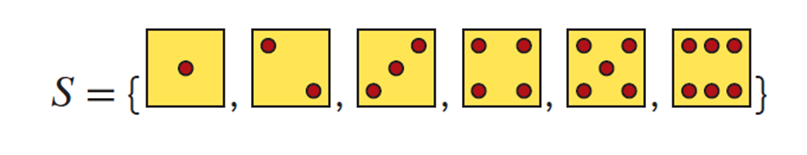 S = { , , , , , }